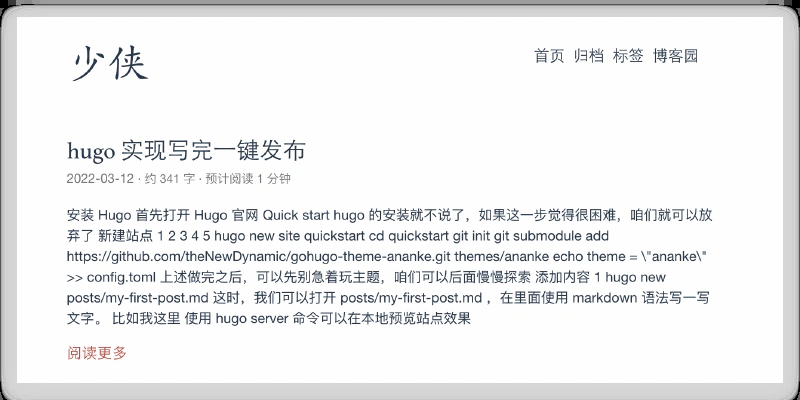 少侠
首页 归档 标签 博客园
hugo 实现写完一键发布
2022-03-12 · 约 341 字 · 预计阅读 1 分钟
安装 Hugo 首先打开 Hugo 官网 Quick start hugo 的安装就不说了，如果这一步觉得很困难，咱们就可以放
弃了 新建站点 1 2 3 4 5 hugo new site quickstart cd quickstart git init git submodule add
https://github.com/theNewDynamic/gohugo-theme-ananke.git themes/ananke echo theme = \"ananke\"
>> config.toml 上述做完之后，可以先别急着玩主题，咱们可以后面慢慢探索 添加内容 1 hugo new
posts/my-first-post.md 这时，我们可以打开 posts/my-first-post.md ，在里面使用 markdown 语法写一写
文字。 比如我这里 使用 hugo server 命令可以在本地预览站点效果
阅读更多